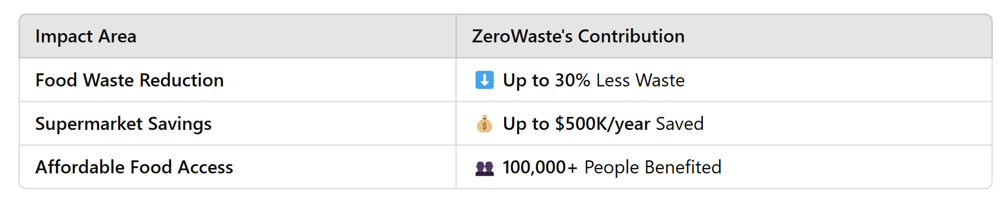 Impact Area
ZeroWaste's Contribution
Food Waste Reduction
⬇️ Up to 30% Less Waste
Supermarket Savings
💰 Up to $500K/year Saved
Affordable Food Access
👥 100,000+ People Benefited